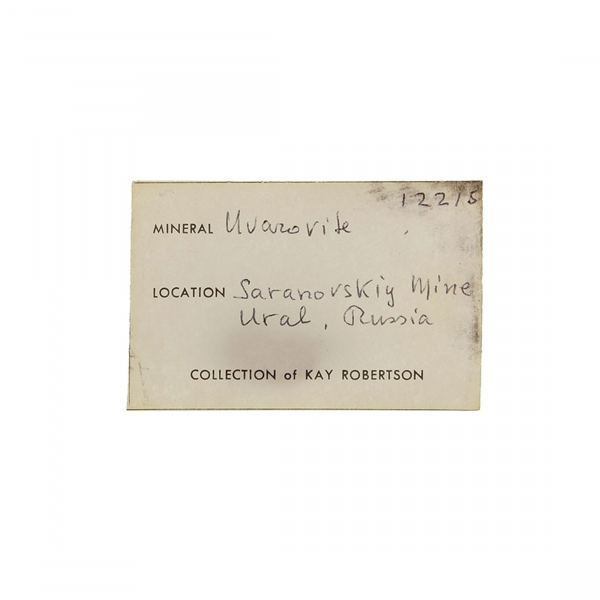 12215
MINERAL Uvarovite
LOCATION Saranovskiy Mine
Ural, Russia
COLLECTION of KAY ROBERTSON